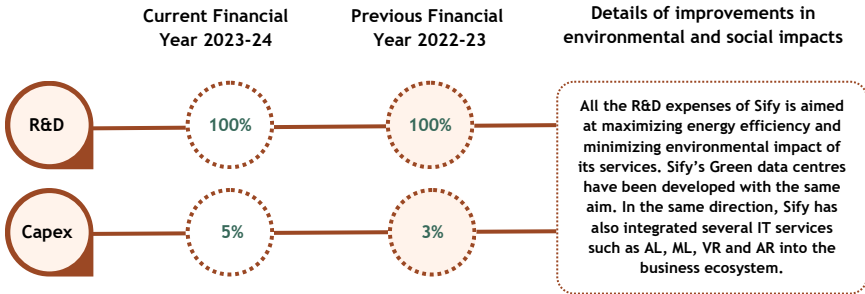 Current Financial
Year 2023-24
Previous Financial
Year 2022-23
Details of improvements in
environmental and social impacts
R&D
100%
100%
All the R&D expenses of Sify is aimed
at maximizing energy efficiency and
minimizing environmental impact of
its services. Sify's Green data centres
have been developed with the same
aim. In the same direction, Sify has
also integrated several IT services
such as AL, ML, VR and AR into the
business ecosystem.
Capex
5%
3%